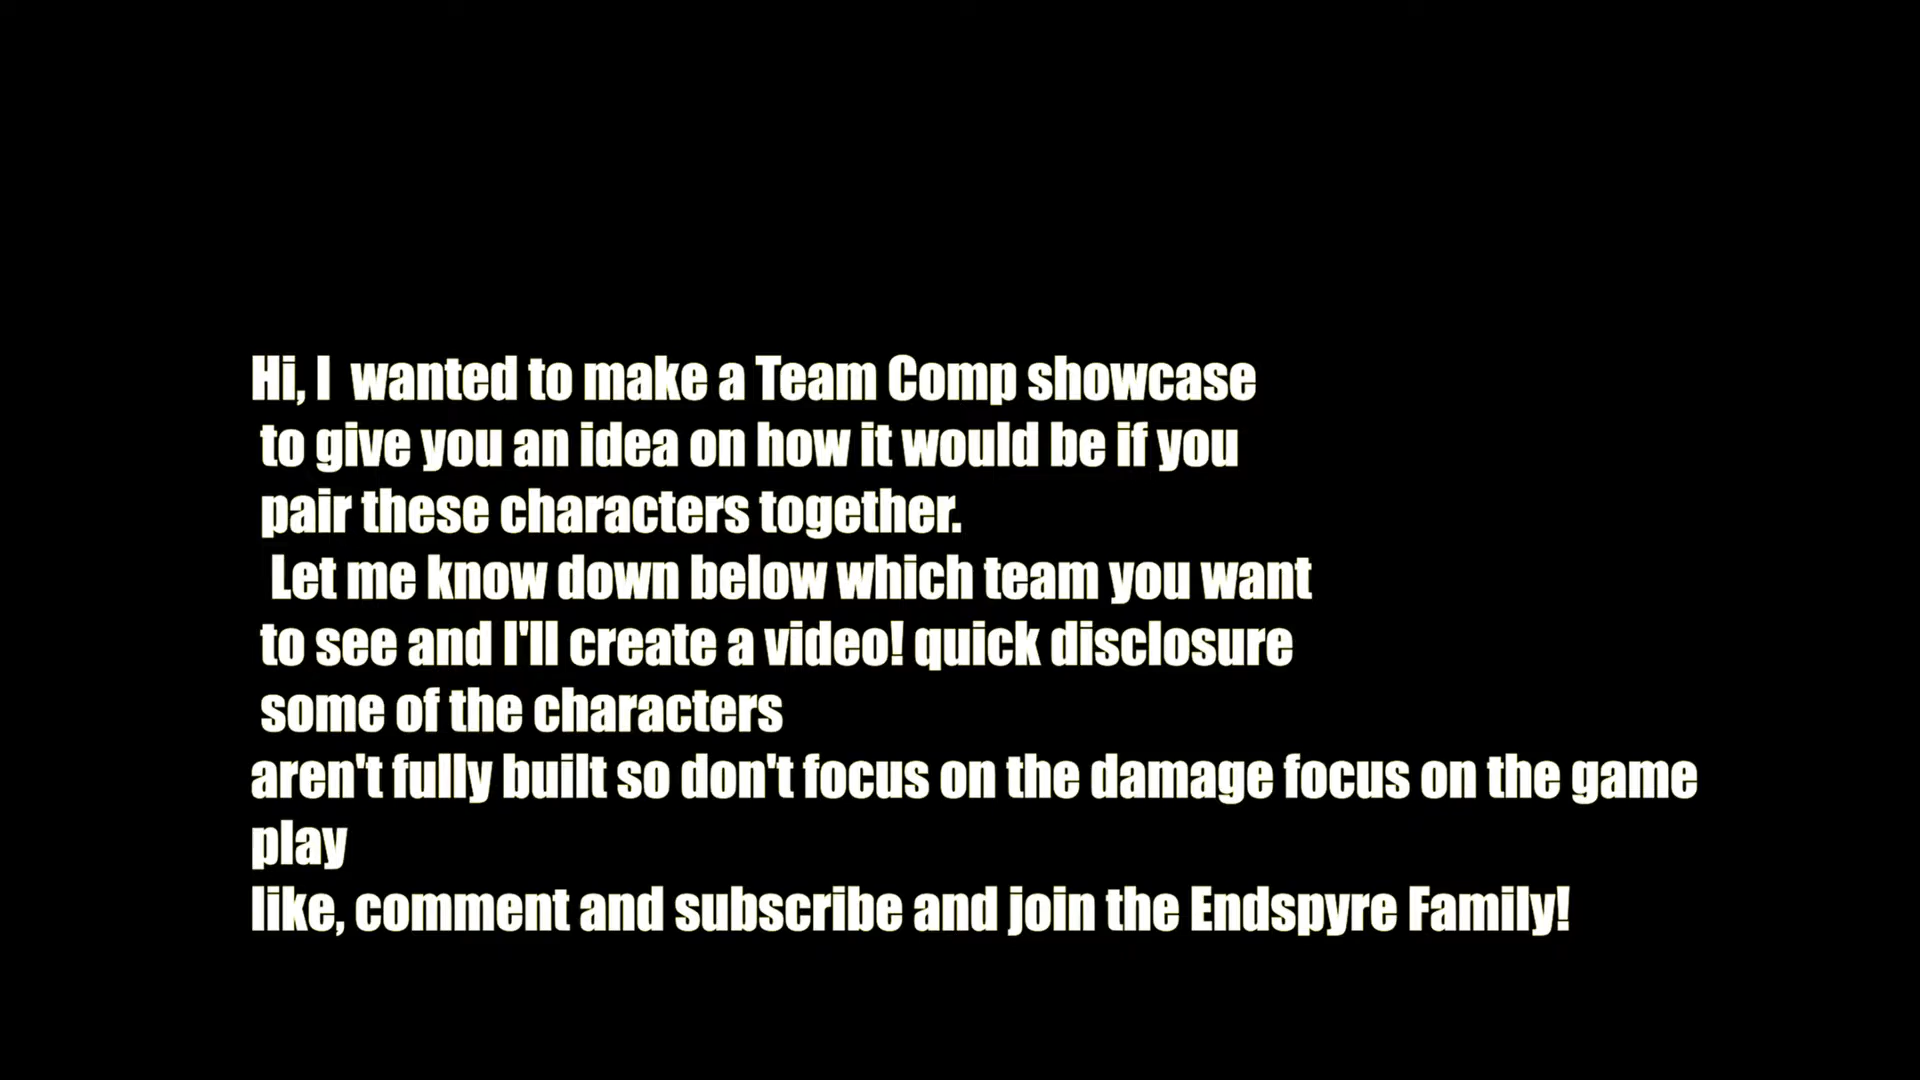 Hi, I  wanted to make a Team Comp showcase
to give you an idea on how it would be if you
pair these characters together.
Let me know down below which team you want
to see and I'll create a video! quick disclosure
some of the characters
aren't fully built so don't focus on the damage focus on the game
play
like, comment and subscribe and join the Endspyre Family!